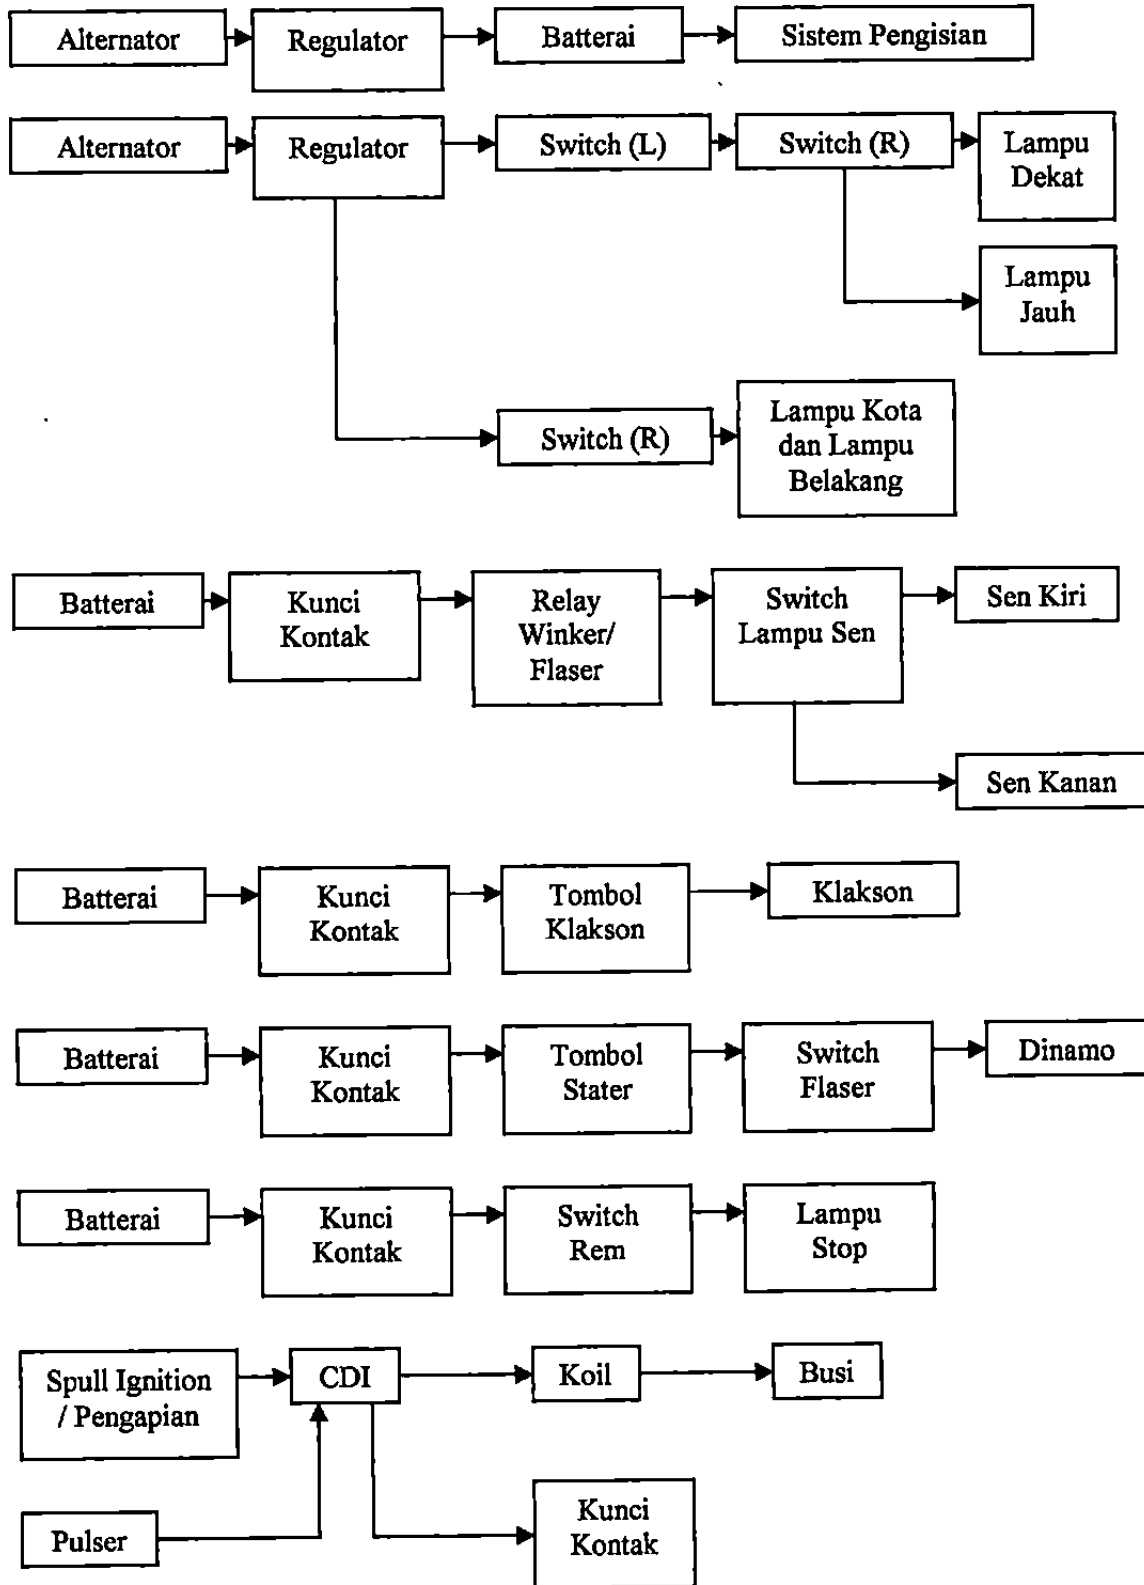 Alternator
Regulator
Batterai
Sistem Pengisian
Alternator
Regulator
Switch (L)
Switch (R)
Lampu
Dekat
Lampu
Jauh
Switch (R)
Lampu Kota
dan Lampu
Belakang
Batterai
Kunci
Kontak
Relay
Winker/
Flaser
Switch
Lampu Sen
Sen Kiri
Sen Kanan
Batterai
Kunci
Kontak
Tombol
Klakson
Klakson
Batterai
Kunci
Kontak
Tombol
Stater
Switch
Flaser
Dinamo
Batterai
Kunci
Kontak
Switch
Rem
Lampu
Stop
Spull Ignition
/ Pengapian
CDI
Koil
Busi
Pulser
Kunci
Kontak